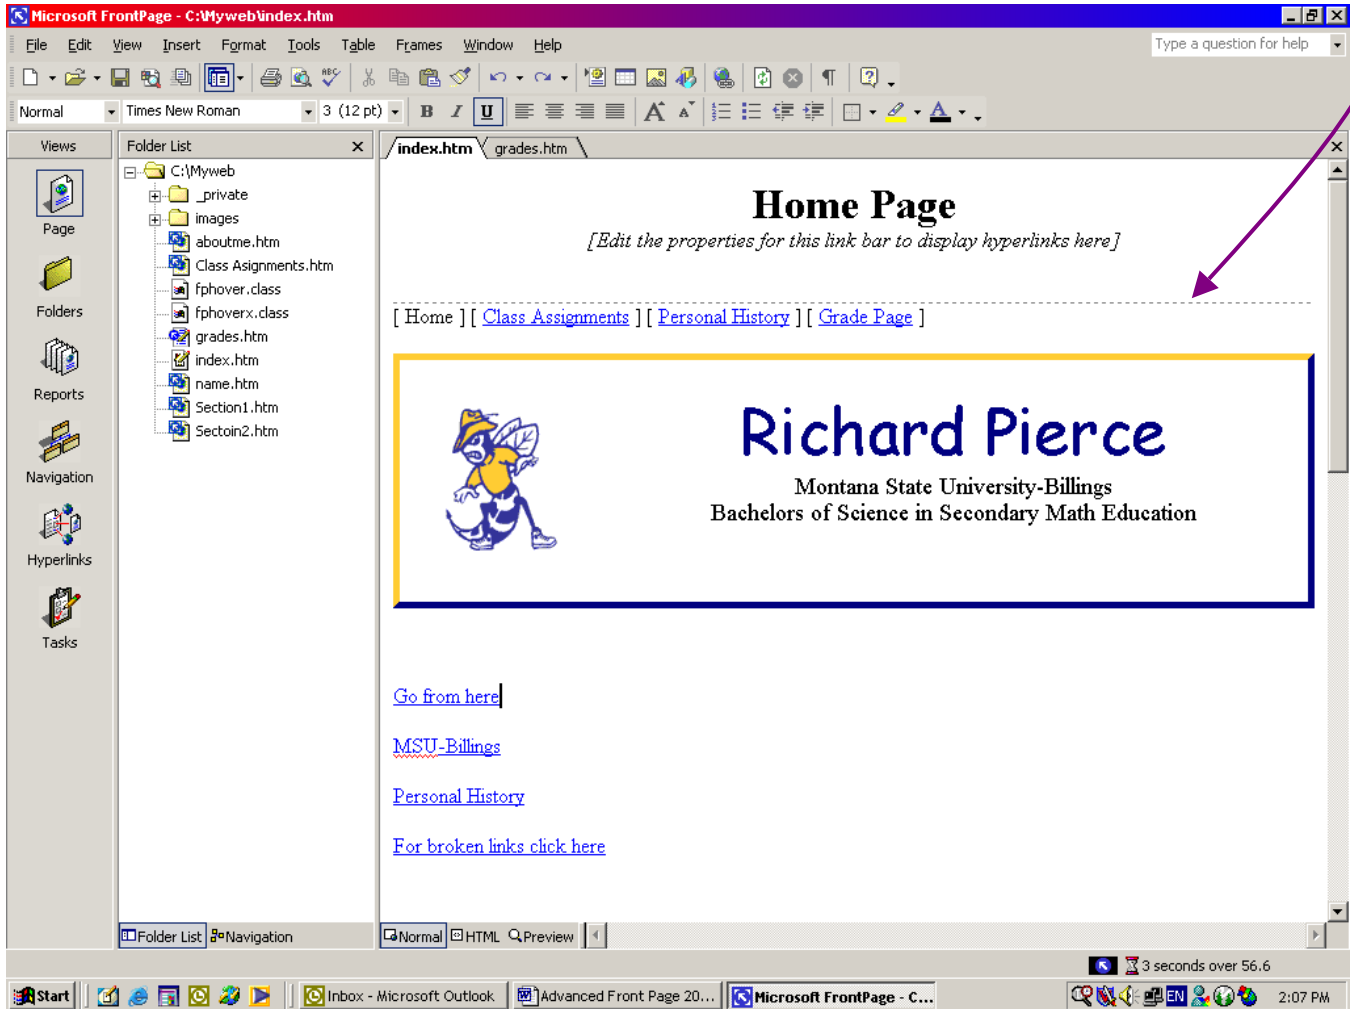 Microsoft FrontPage - C:\Myweb\index.htm
File Edit View Insert Format Tools Table Frames Window Help
Type a question for help
Normal Times New Roman 3 (12 pt) B I U A A A
Views
Page
Folders
Reports
Navigation
Hyperlinks
Tasks
Folder List
C:\Myweb
_private
images
aboutme.htm
Class Asignments.htm
fphover.class
fphoverx.class
grades.htm
index.htm
name.htm
Section1.htm
Sectoin2.htm
Folder List Navigation
index.htm grades.htm
Home Page
[Edit the properties for this link bar to display hyperlinks here]
[ Home ] [ Class Assignments ] [ Personal History ] [ Grade Page ]
Richard Pierce
Montana State University-Billings
Bachelors of Science in Secondary Math Education
Go from here
MSU-Billings
Personal History
For broken links click here
Normal HTML Preview
3 seconds over 56.6
Start Inbox - Microsoft Outlook Advanced Front Page 20... Microsoft FrontPage - C... EN 2:07 PM